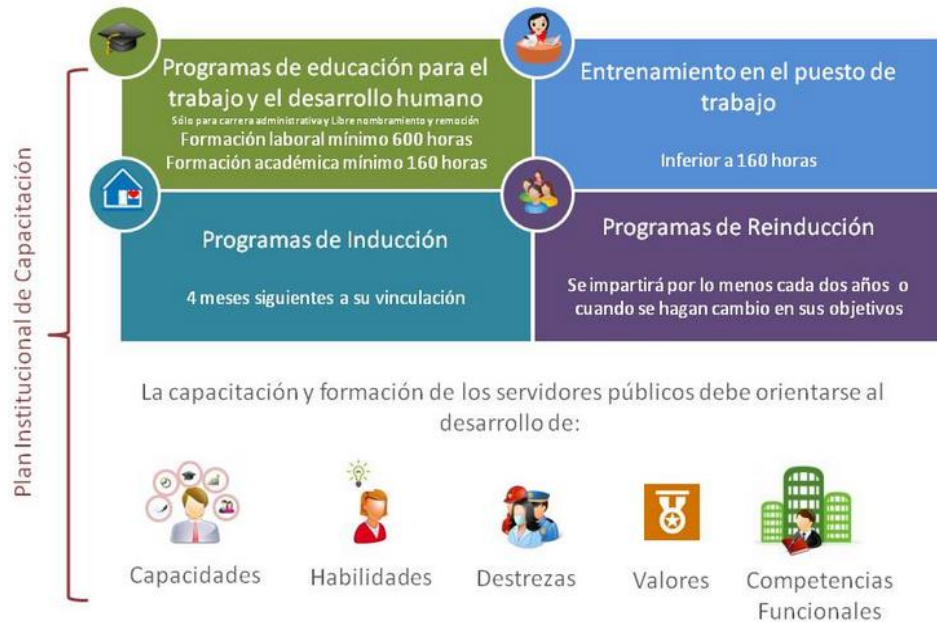 Plan Institucional de Capacitación
Programas de educación para el
trabajo y el desarrollo humano
Sólo para carrera administrativa y Libre nombramiento y remoción
Formación laboral mínimo 600 horas
Formación académica mínimo 160 horas
Entrenamiento en el puesto de
trabajo
Inferior a 160 horas
Programas de Inducción
4 meses siguientes a su vinculación
Programas de Reinducción
Se impartirá por lo menos cada dos años o
cuando se hagan cambio en sus objetivos
La capacitación y formación de los servidores públicos debe orientarse al
desarrollo de:
Capacidades
Habilidades
Destrezas
Valores
Competencias
Funcionales